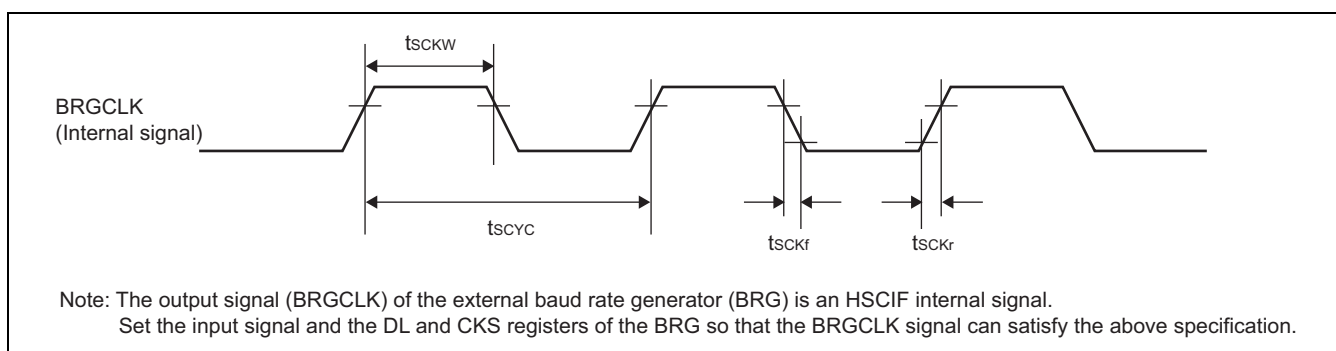 tSCKW
BRGCLK
(Internal signal)
tSCYC
tSCKf
tSCKr
Note: The output signal (BRGCLK) of the external baud rate generator (BRG) is an HSCIF internal signal.
Set the input signal and the DL and CKS registers of the BRG so that the BRGCLK signal can satisfy the above specification.